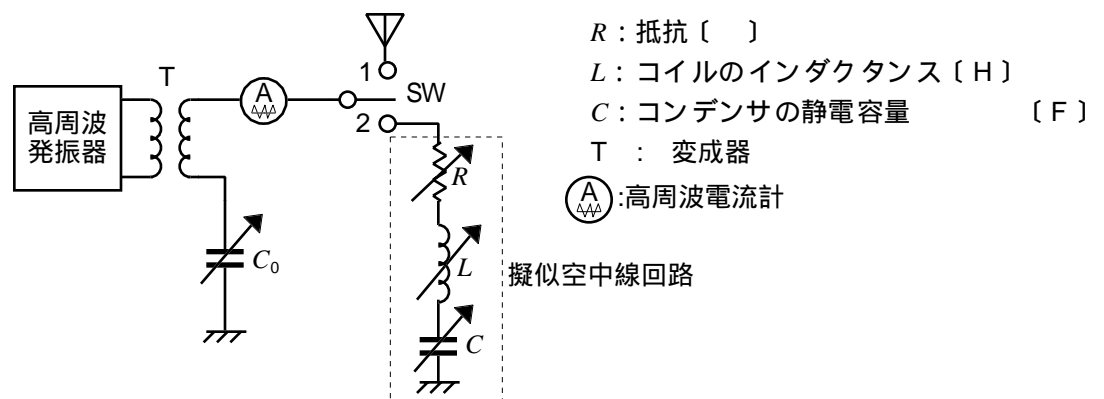 R：抵抗〔　〕
L：コイルのインダクタンス〔H〕
C：コンデンサの静電容量　　〔F〕
T　：　変成器
A :高周波電流計
高周波
発振器
T
A
1
SW
2
R
L
C
C₀
擬似空中線回路